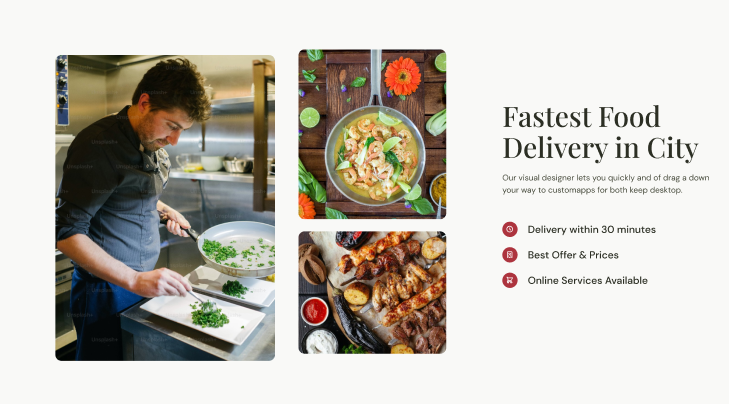 Fastest Food
Delivery in City
Our visual designer lets you quickly and of drag a down
your way to customapps for both keep desktop.
Delivery within 30 minutes
Best Offer & Prices
Online Services Available